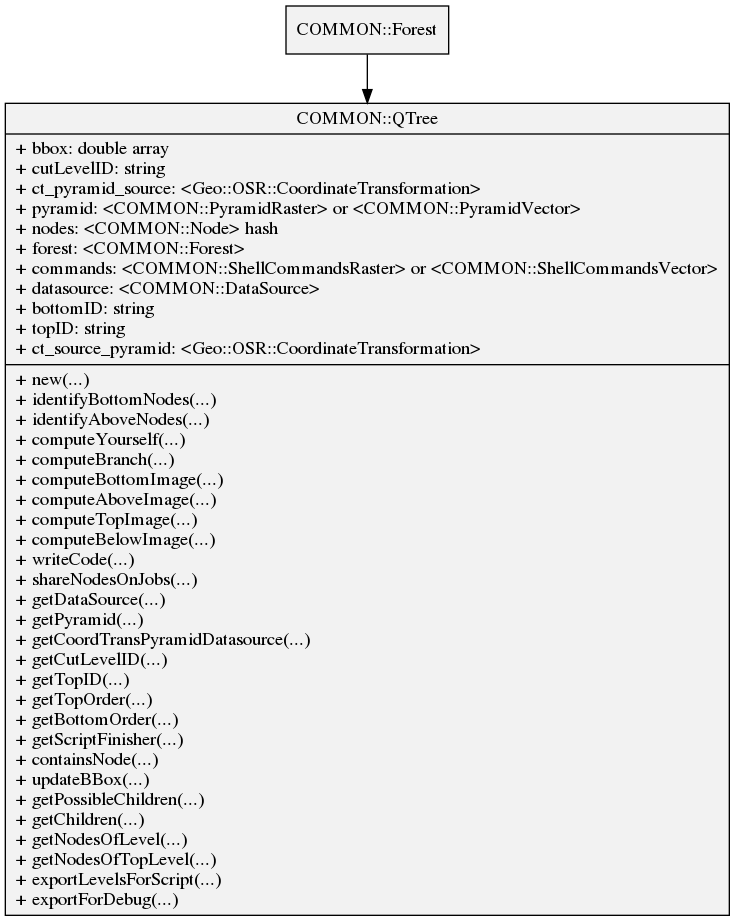 COMMON::Forest
COMMON::QTree
+ bbox: double array
+ cutLevelID: string
+ ct_pyramid_source: <Geo::OSR::CoordinateTransformation>
+ pyramid: <COMMON::PyramidRaster> or <COMMON::PyramidVector>
+ nodes: <COMMON::Node> hash
+ forest: <COMMON::Forest>
+ commands: <COMMON::ShellCommandsRaster> or <COMMON::ShellCommandsVector>
+ datasource: <COMMON::DataSource>
+ bottomID: string
+ topID: string
+ ct_source_pyramid: <Geo::OSR::CoordinateTransformation>
+ new(...)
+ identifyBottomNodes(...)
+ identifyAboveNodes(...)
+ computeYourself(...)
+ computeBranch(...)
+ computeBottomImage(...)
+ computeAboveImage(...)
+ computeTopImage(...)
+ computeBelowImage(...)
+ writeCode(...)
+ shareNodesOnJobs(...)
+ getDataSource(...)
+ getPyramid(...)
+ getCoordTransPyramidDatasource(...)
+ getCutLevelID(...)
+ getTopID(...)
+ getTopOrder(...)
+ getBottomOrder(...)
+ getScriptFinisher(...)
+ containsNode(...)
+ updateBBox(...)
+ getPossibleChildren(...)
+ getChildren(...)
+ getNodesOfLevel(...)
+ getNodesOfTopLevel(...)
+ exportLevelsForScript(...)
+ exportForDebug(...)